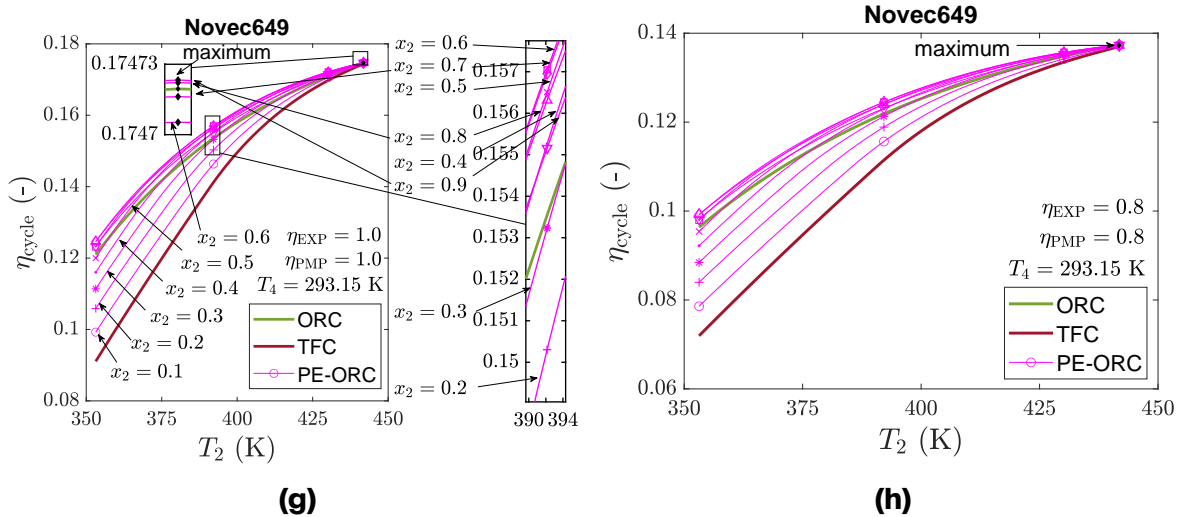 Novec649
maximum
0.18
0.16
0.14
0.12
0.1
0.08
0.17473
0.1747
x₂ = 0.6
x₂ = 0.5
x₂ = 0.4
x₂ = 0.3
x₂ = 0.2
x₂ = 0.1
η_EXP = 1.0
η_PMP = 1.0
T₄ = 293.15 K
ORC
TFC
PE-ORC
350
375
400
425
450
T₂ (K)
η_cycle (-)
(g)
x₂ = 0.6
x₂ = 0.7
x₂ = 0.5
x₂ = 0.8
x₂ = 0.4
x₂ = 0.9
x₂ = 0.3
x₂ = 0.2
0.157
0.156
0.155
0.154
0.153
0.152
0.151
0.15
390
394
Novec649
maximum
0.14
0.12
0.1
0.08
0.06
η_EXP = 0.8
η_PMP = 0.8
T₄ = 293.15 K
ORC
TFC
PE-ORC
350
375
400
425
450
T₂ (K)
η_cycle (-)
(h)